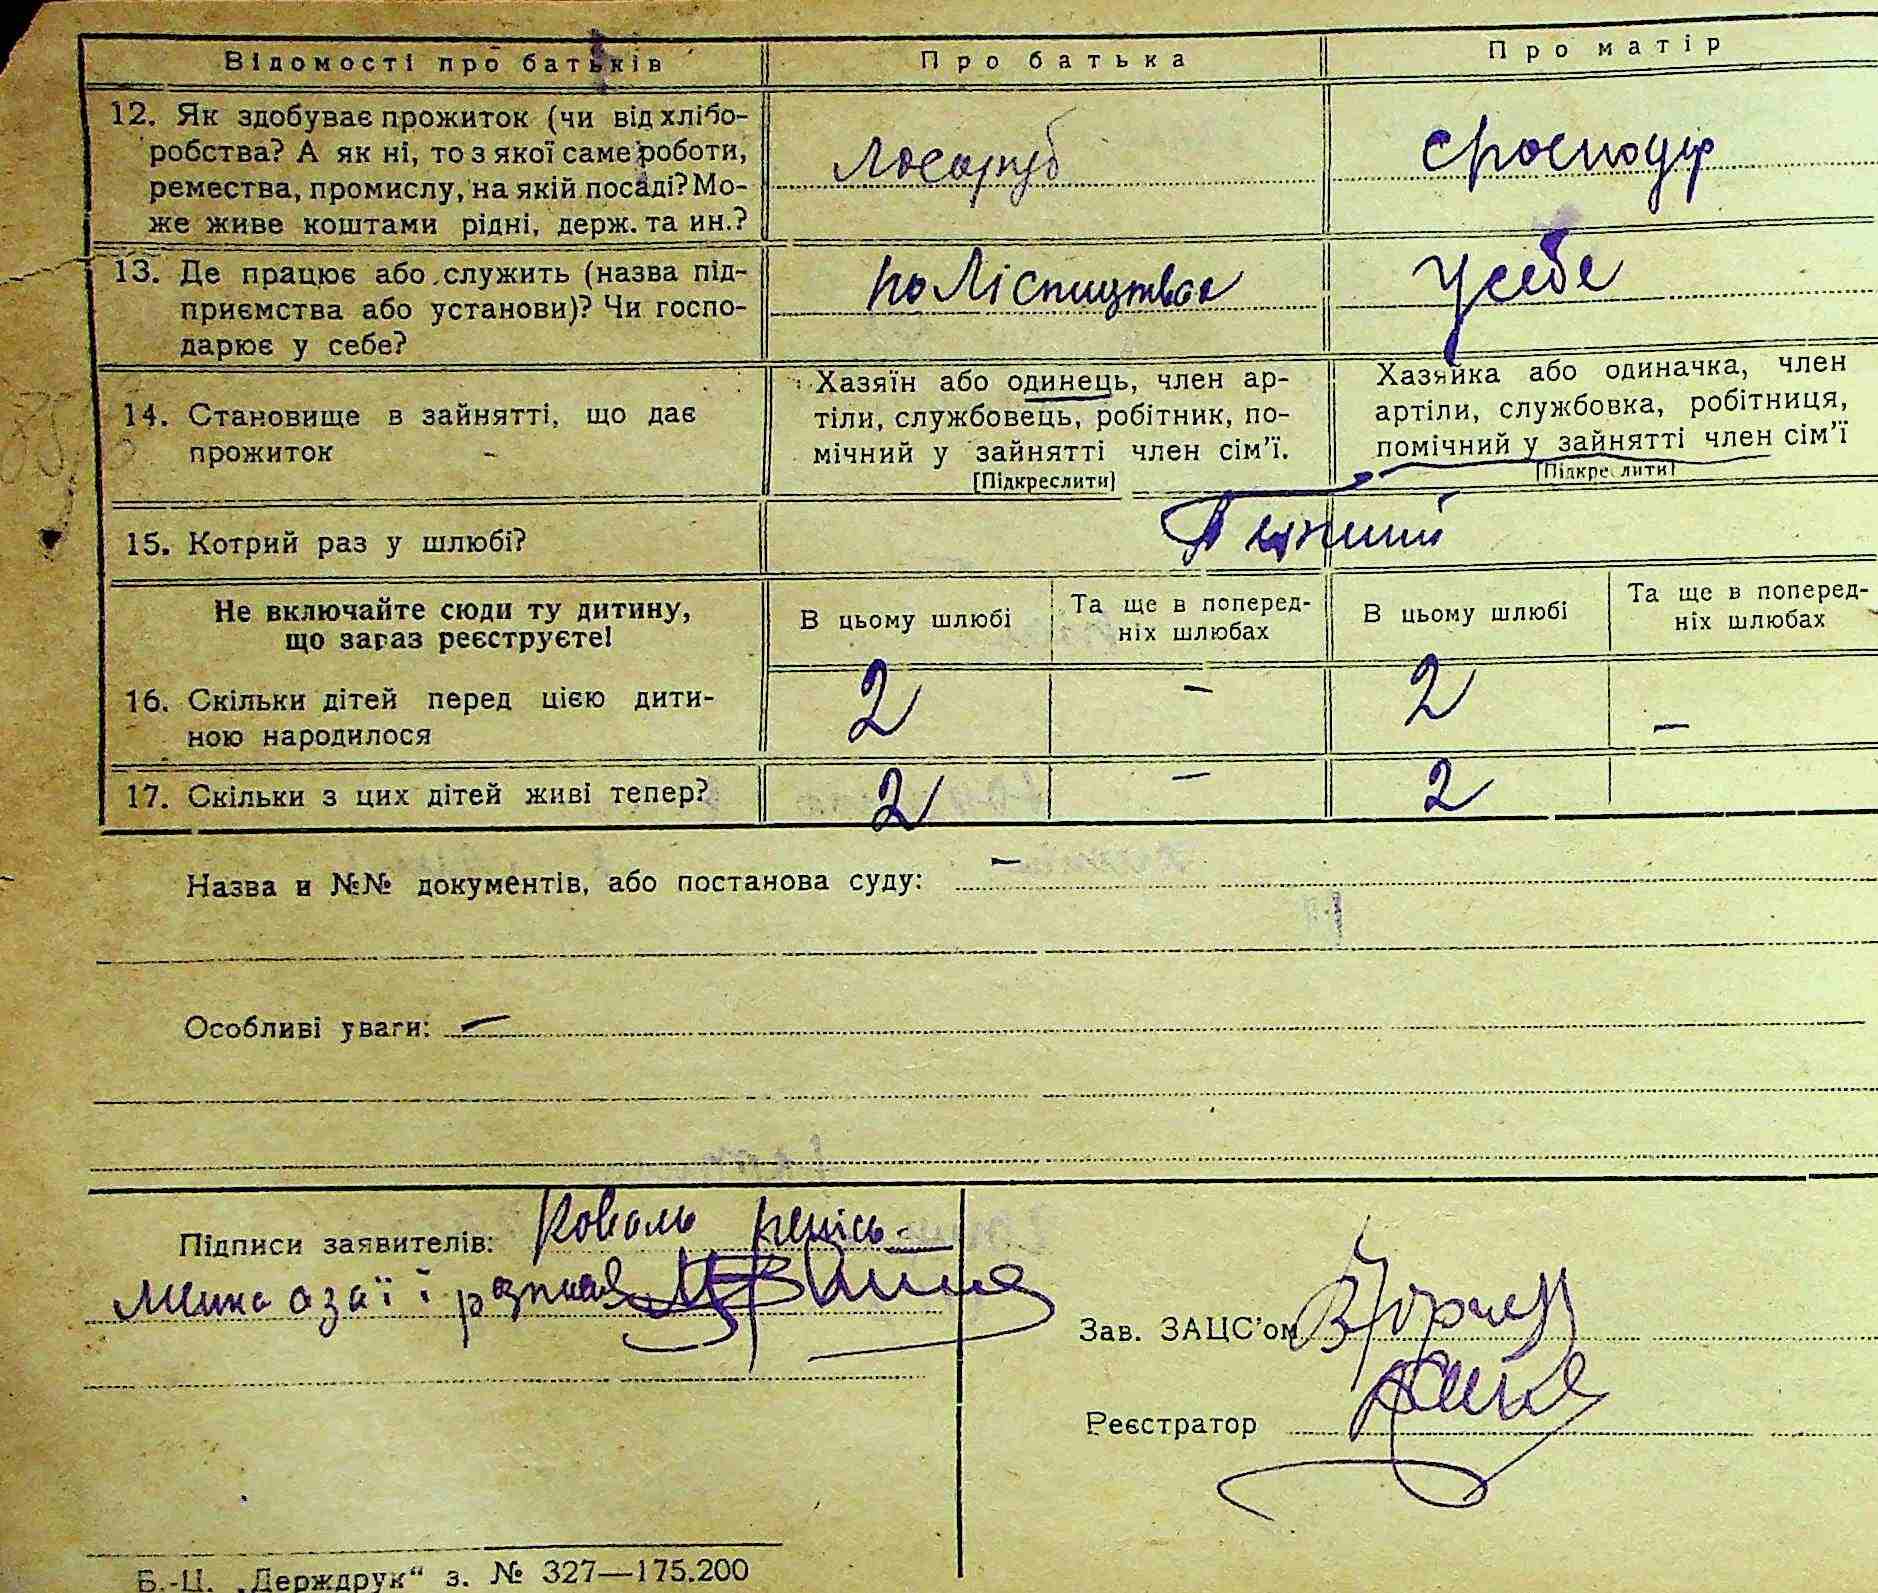 Відомості про батьків
Про батька
Про матір
12. Як здобуває прожиток (чи від хлібо-
робства? А як ні, то з якої саме роботи,
ремества, промислу, на якій посаді? Мо-
же живе коштами рідні, держ. та ин.?
лосоруб
13. Де працює або служить (назва під-
приємства або установи)? Чи госпо-
дарює у себе?
по Ліспицтвах
у себе
14. Становище в зайнятті, що дає
прожиток
Хазяїн або одинець, член ар-
тіли, службовець, робітник, по-
мічний у зайнятті член сім'ї.
[Підкреслити]
Хазяйка або одиначка, член
артіли, службовка, робітниця,
помічний у зайнятті член сім'ї
[Підкреслити]
15. Котрий раз у шлюбі?
Не включайте сюди ту дитину,
що зараз реєструєте!
В цьому шлюбі
Та ще в поперед-
ніх шлюбах
В цьому шлюбі
Та ще в поперед-
ніх шлюбах
16. Скільки дітей перед цією дити-
ною народилося
2
-
2
-
17. Скільки з цих дітей живі тепер?
2
-
2
Назва и №№ документів, або постанова суду: -
Особливі уваги: -
Підписи заявителів: Коваль
Зав. ЗАЦС'ом
Реєстратор
Б.-Ц. „Держдрук“ з. № 327—175.200